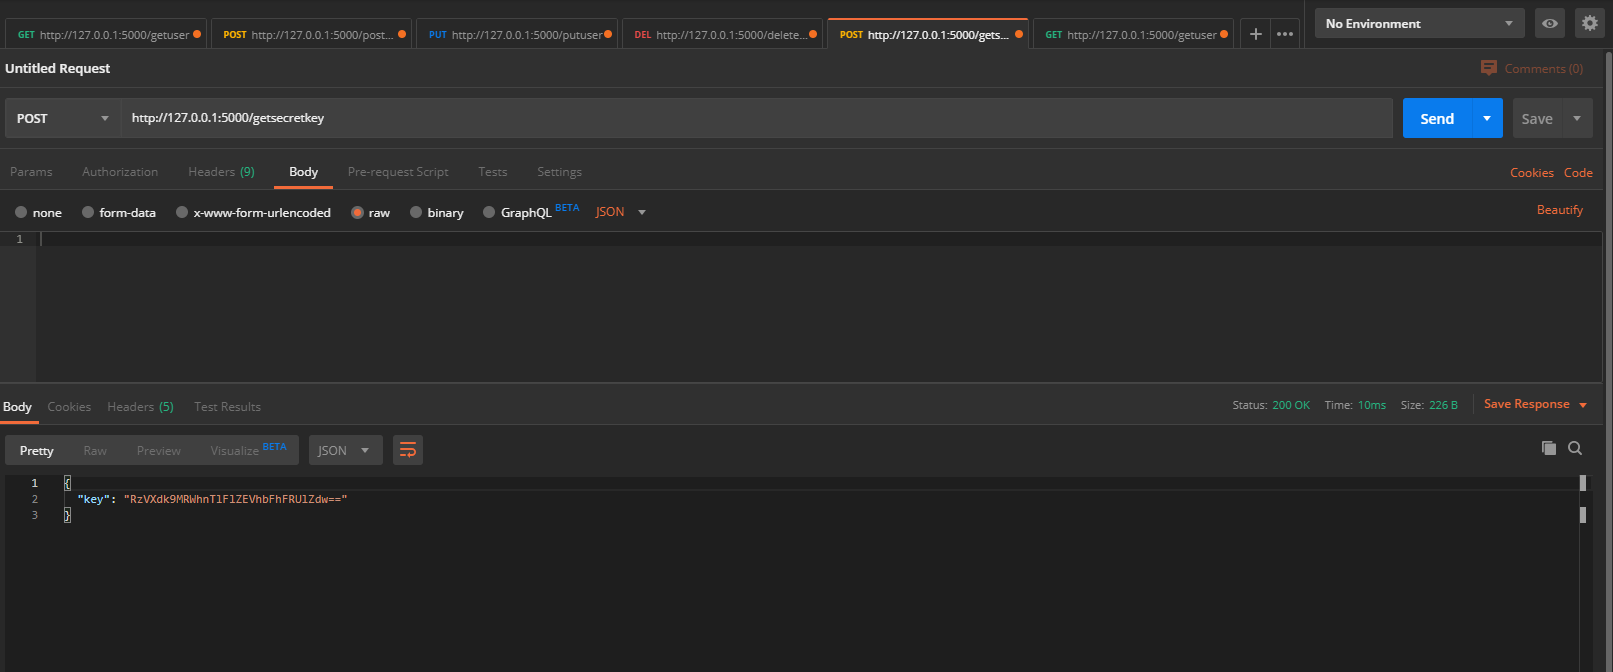 GET http://127.0.0.1:5000/getuser POST http://127.0.0.1:5000/post... PUT http://127.0.0.1:5000/putuser DEL http://127.0.0.1:5000/delete... POST http://127.0.0.1:5000/gets... GET http://127.0.0.1:5000/getuser + ••• No Environment
Untitled Request Comments (0)
POST http://127.0.0.1:5000/getsecretkey Send Save
Params Authorization Headers (9) Body Pre-request Script Tests Settings Cookies Code
none form-data x-www-form-urlencoded raw binary GraphQL BETA JSON Beautify
1
Body Cookies Headers (5) Test Results Status: 200 OK Time: 10ms Size: 226 B Save Response
Pretty Raw Preview Visualize BETA JSON
1 {
2 "key": "RzVXdk9MRWhnTlFlZEVhbFhFRUlZdw=="
3 }